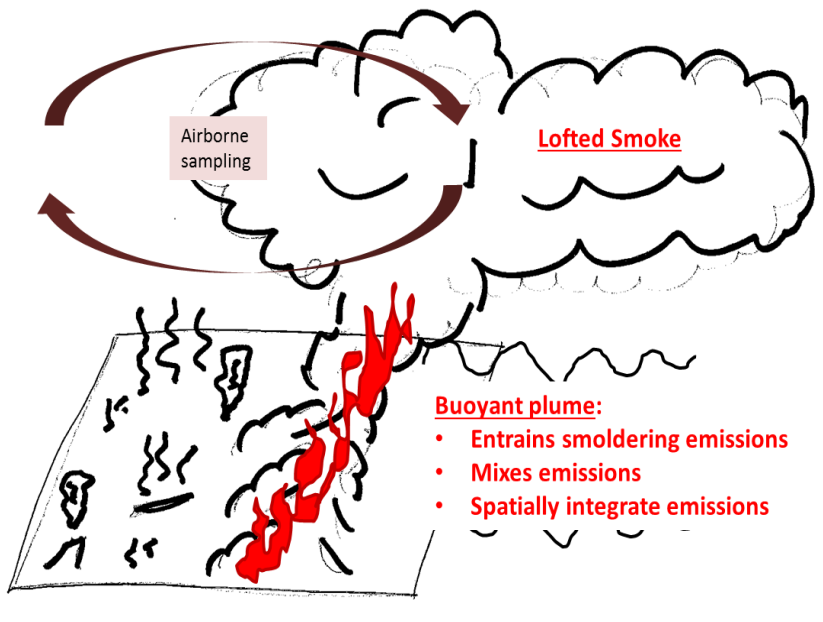 Airborne
sampling
Lofted Smoke
Buoyant plume:
• Entrains smoldering emissions
• Mixes emissions
• Spatially integrate emissions